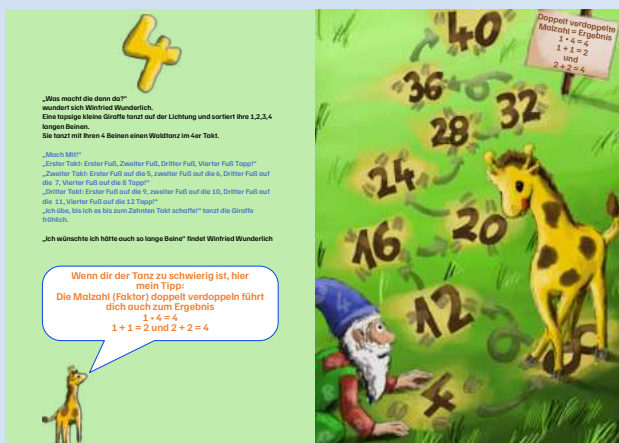 4
„Was macht die denn da?"
wundert sich Winfried Wunderlich.
Eine tapsige kleine Giraffe tanzt auf der Lichtung und sortiert ihre 1,2,3,4
langen Beinen.
Sie tanzt mit ihren 4 Beinen einen Waldtanz im 4er Takt.
„Mach Mit!"
„Erster Takt: Erster Fuß, Zweiter Fuß, Dritter Fuß, Vierter Fuß Tapp!"
„Zweiter Takt: Erster Fuß auf die 5, zweiter Fuß auf die 6, Dritter Fuß auf
die 7, Vierter Fuß auf die 8 Tapp!"
„Dritter Takt: Erster Fuß auf die 9, zweiter Fuß auf die 10, Dritter Fuß auf
die 11, Vierter Fuß auf die 12 Tapp!"
„Ich übe, bis ich es bis zum Zehnten Takt schaffe!" tanzt die Giraffe
fröhlich.
„Ich wünschte ich hätte auch so lange Beine" findet Winfried Wunderlich
Wenn dir der Tanz zu schwierig ist, hier
mein Tipp:
Die Malzahl (Faktor) doppelt verdoppeln führt
dich auch zum Ergebnis
1 • 4 = 4
1 + 1 = 2 und 2 + 2 = 4
Doppelt verdoppelte
Malzahl = Ergebnis
1 • 4 = 4
1 + 1 = 2
und
2 + 2 = 4
40
36
32
28
24
20
16
12
4